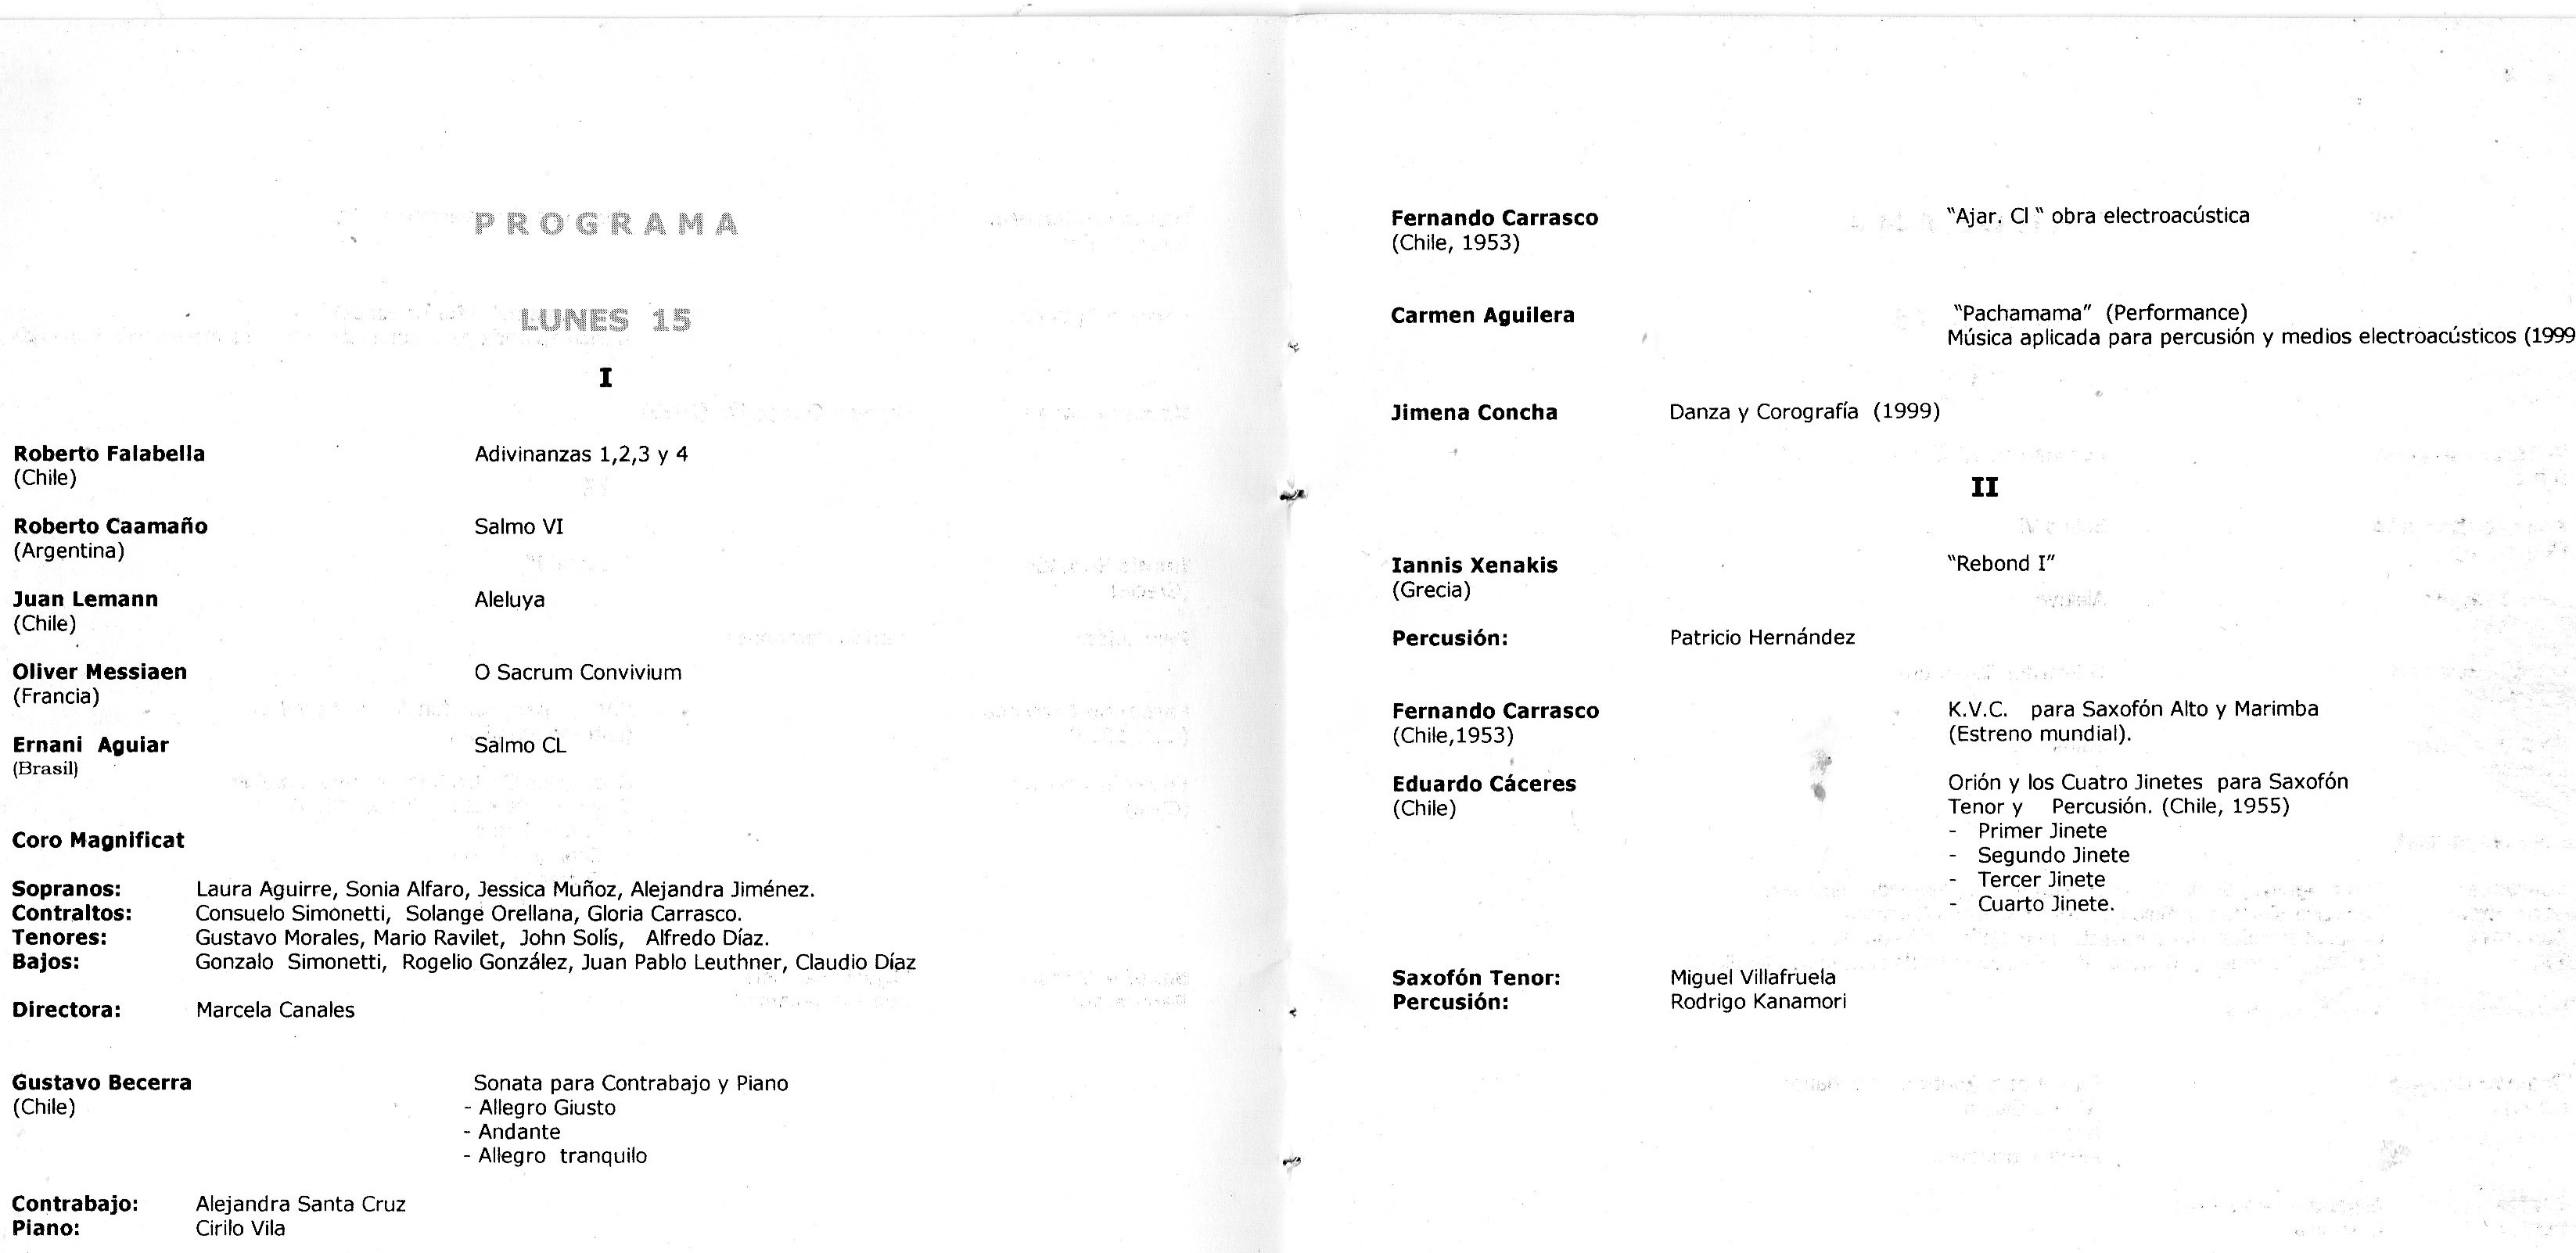 PROGRAMA
LUNES 15
I
Roberto Falabella Adivinanzas 1,2,3 y 4
(Chile)
Roberto Caamaño Salmo VI
(Argentina)
Juan Lemann Aleluya
(Chile)
Oliver Messiaen O Sacrum Convivium
(Francia)
Ernani Aguiar Salmo CL
(Brasil)
Coro Magnificat
Sopranos: Laura Aguirre, Sonia Alfaro, Jessica Muñoz, Alejandra Jiménez.
Contraltos: Consuelo Simonetti, Solange Orellana, Gloria Carrasco.
Tenores: Gustavo Morales, Mario Ravilet, John Solís, Alfredo Díaz.
Bajos: Gonzalo Simonetti, Rogelio González, Juan Pablo Leuthner, Claudio Díaz
Directora: Marcela Canales
Gustavo Becerra Sonata para Contrabajo y Piano
(Chile) - Allegro Giusto
- Andante
- Allegro tranquilo
Contrabajo: Alejandra Santa Cruz
Piano: Cirilo Vila
Fernando Carrasco "Ajar. Cl " obra electroacústica
(Chile, 1953)
Carmen Aguilera "Pachamama" (Performance)
Música aplicada para percusión y medios electroacústicos (1999
Jimena Concha Danza y Corografía (1999)
II
Iannis Xenakis "Rebond I"
(Grecia)
Percusión: Patricio Hernández
Fernando Carrasco K.V.C. para Saxofón Alto y Marimba
(Chile,1953) (Estreno mundial).
Eduardo Cáceres Orión y los Cuatro Jinetes para Saxofón
(Chile) Tenor y Percusión. (Chile, 1955)
- Primer Jinete
- Segundo Jinete
- Tercer Jinete
- Cuarto Jinete.
Saxofón Tenor: Miguel Villafruela
Percusión: Rodrigo Kanamori